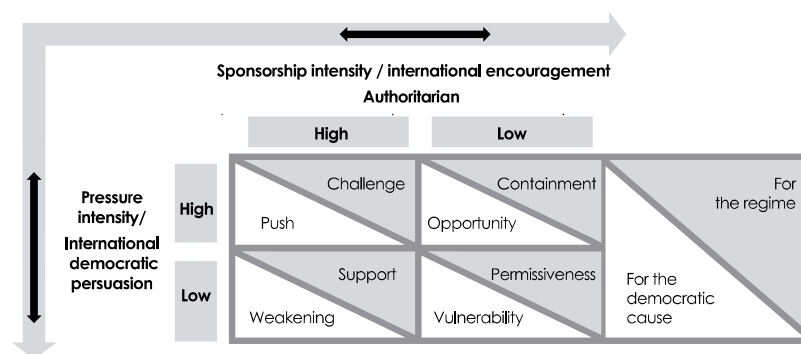 Sponsorship intensity / international encouragement
Authoritarian
High
Low
Pressure
intensity/
International
democratic
persuasion
High
Challenge
Push
Containment
Opportunity
For
the regime
Low
Support
Weakening
Permissiveness
Vulnerability
For the
democratic
cause